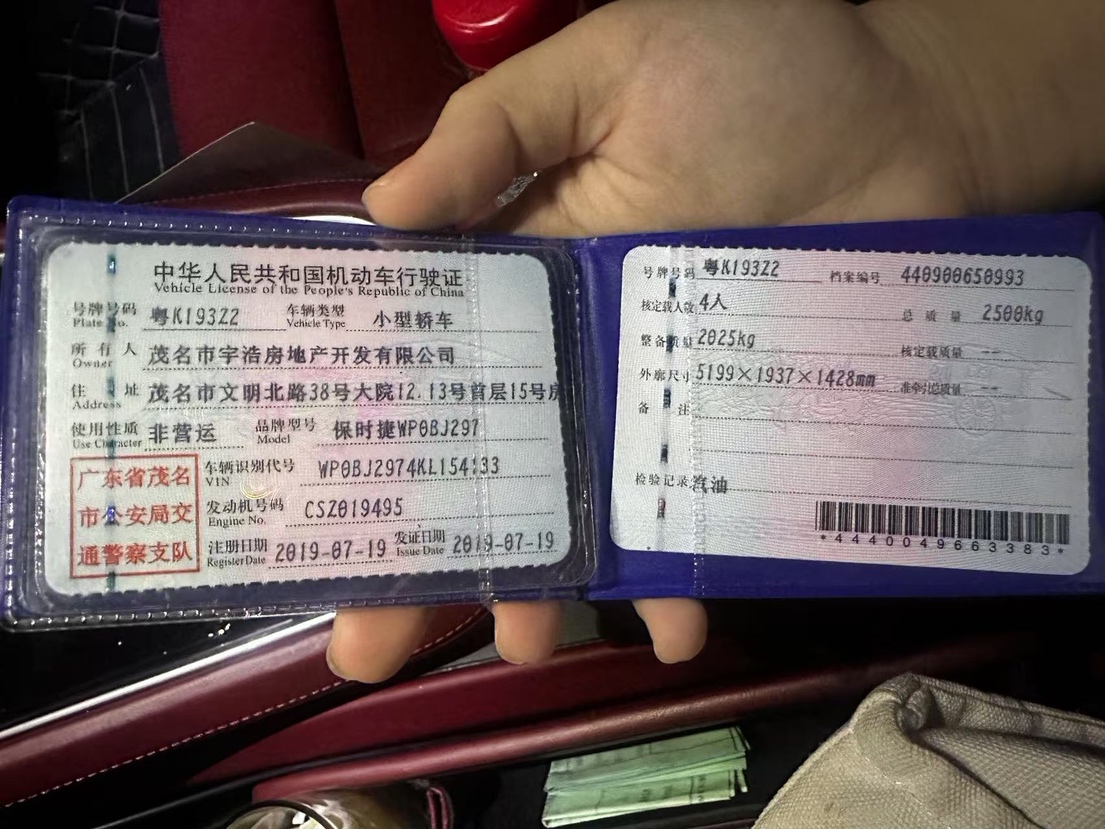 中华人民共和国机动车行驶证
Vehicle License of the People's Republic of China
号牌号码 粤K193Z2 车辆类型 小型轿车
Plate No. Vehicle Type
所有人 茂名市宇浩房地产开发有限公司
Owner
住址 茂名市文明北路38号大院12.13号首层15号房
Address
使用性质 非营运 品牌型号 保时捷WP0BJ297
Use Character Model
广东省茂名
市公安局交
通警察支队
车辆识别代号 WP0BJ2974KL154133
VIN
发动机号码 CSZ019495
Engine No.
注册日期 2019-07-19 发证日期 2019-07-19
Register Date Issue Date
号牌号码 粤K193Z2 档案编号 440900650993
核定载人数 4人 总质量 2500kg
整备质量 2025kg 核定载质量 --
外廓尺寸 5199×1937×1428mm 准牵引总质量 --
备注
检验记录 汽油
*4440049663383*